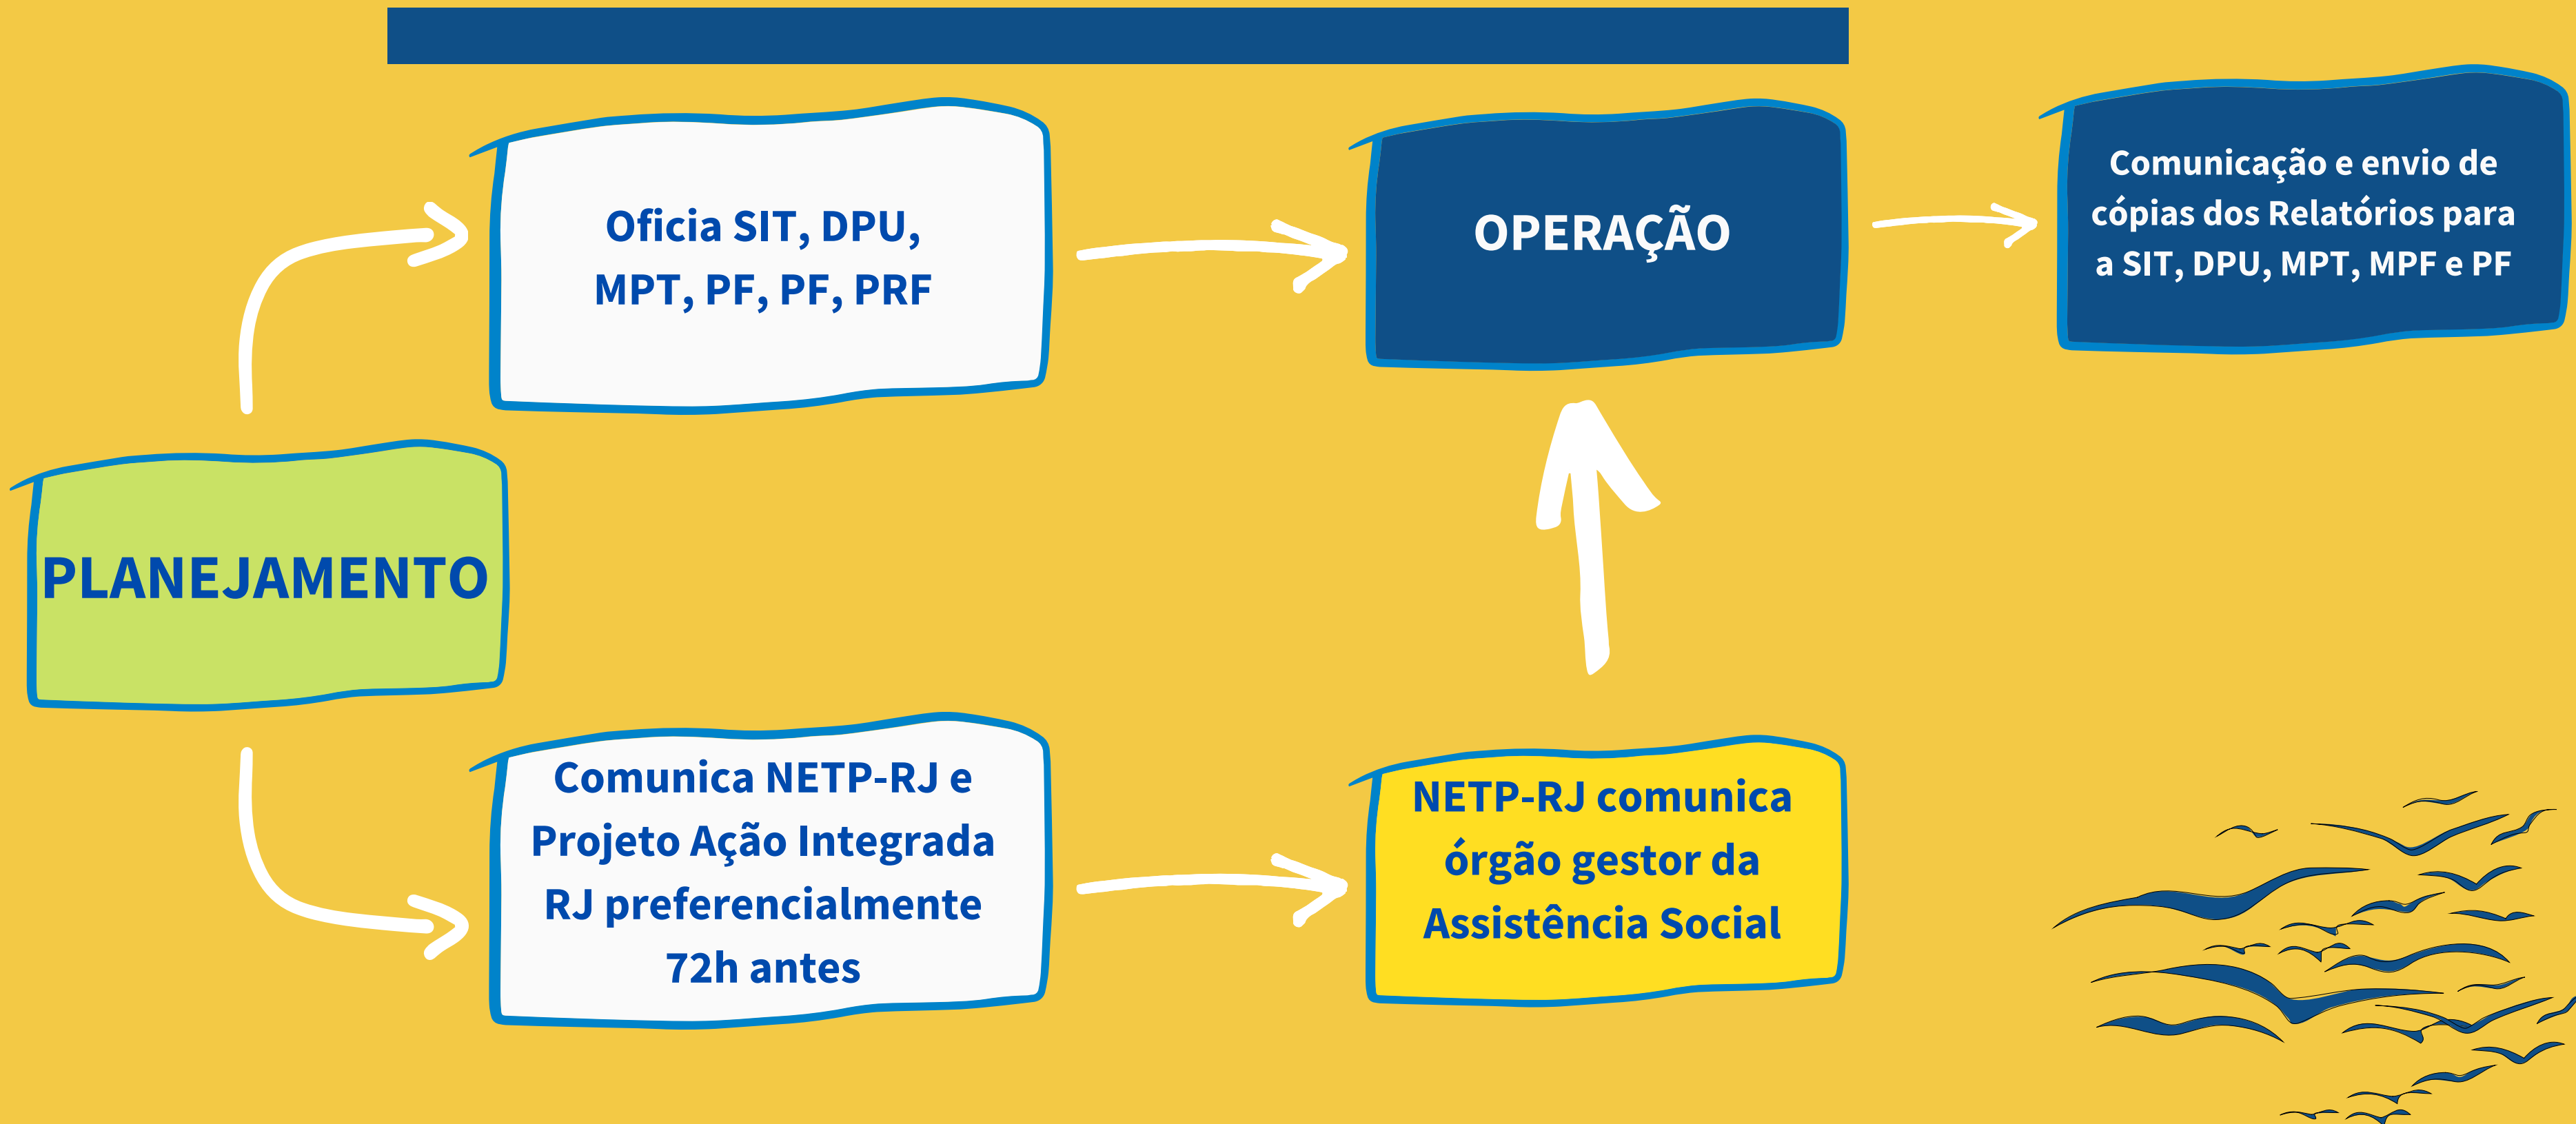 Oficia SIT, DPU,
MPT, PF, PF, PRF
OPERAÇÃO
Comunicação e envio de
cópias dos Relatórios para
a SIT, DPU, MPT, MPF e PF
PLANEJAMENTO
Comunica NETP-RJ e
Projeto Ação Integrada
RJ preferencialmente
72h antes
NETP-RJ comunica
órgão gestor da
Assistência Social